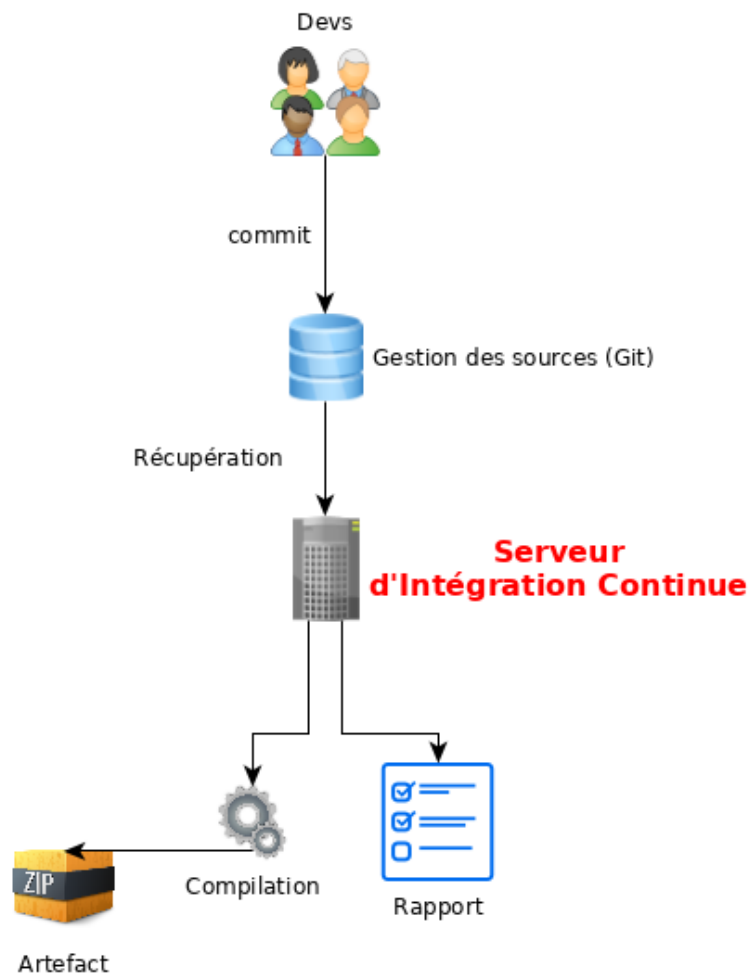 Devs
commit
Gestion des sources (Git)
Récupération
Serveur
d'Intégration Continue
ZIP
Compilation
Rapport
Artefact